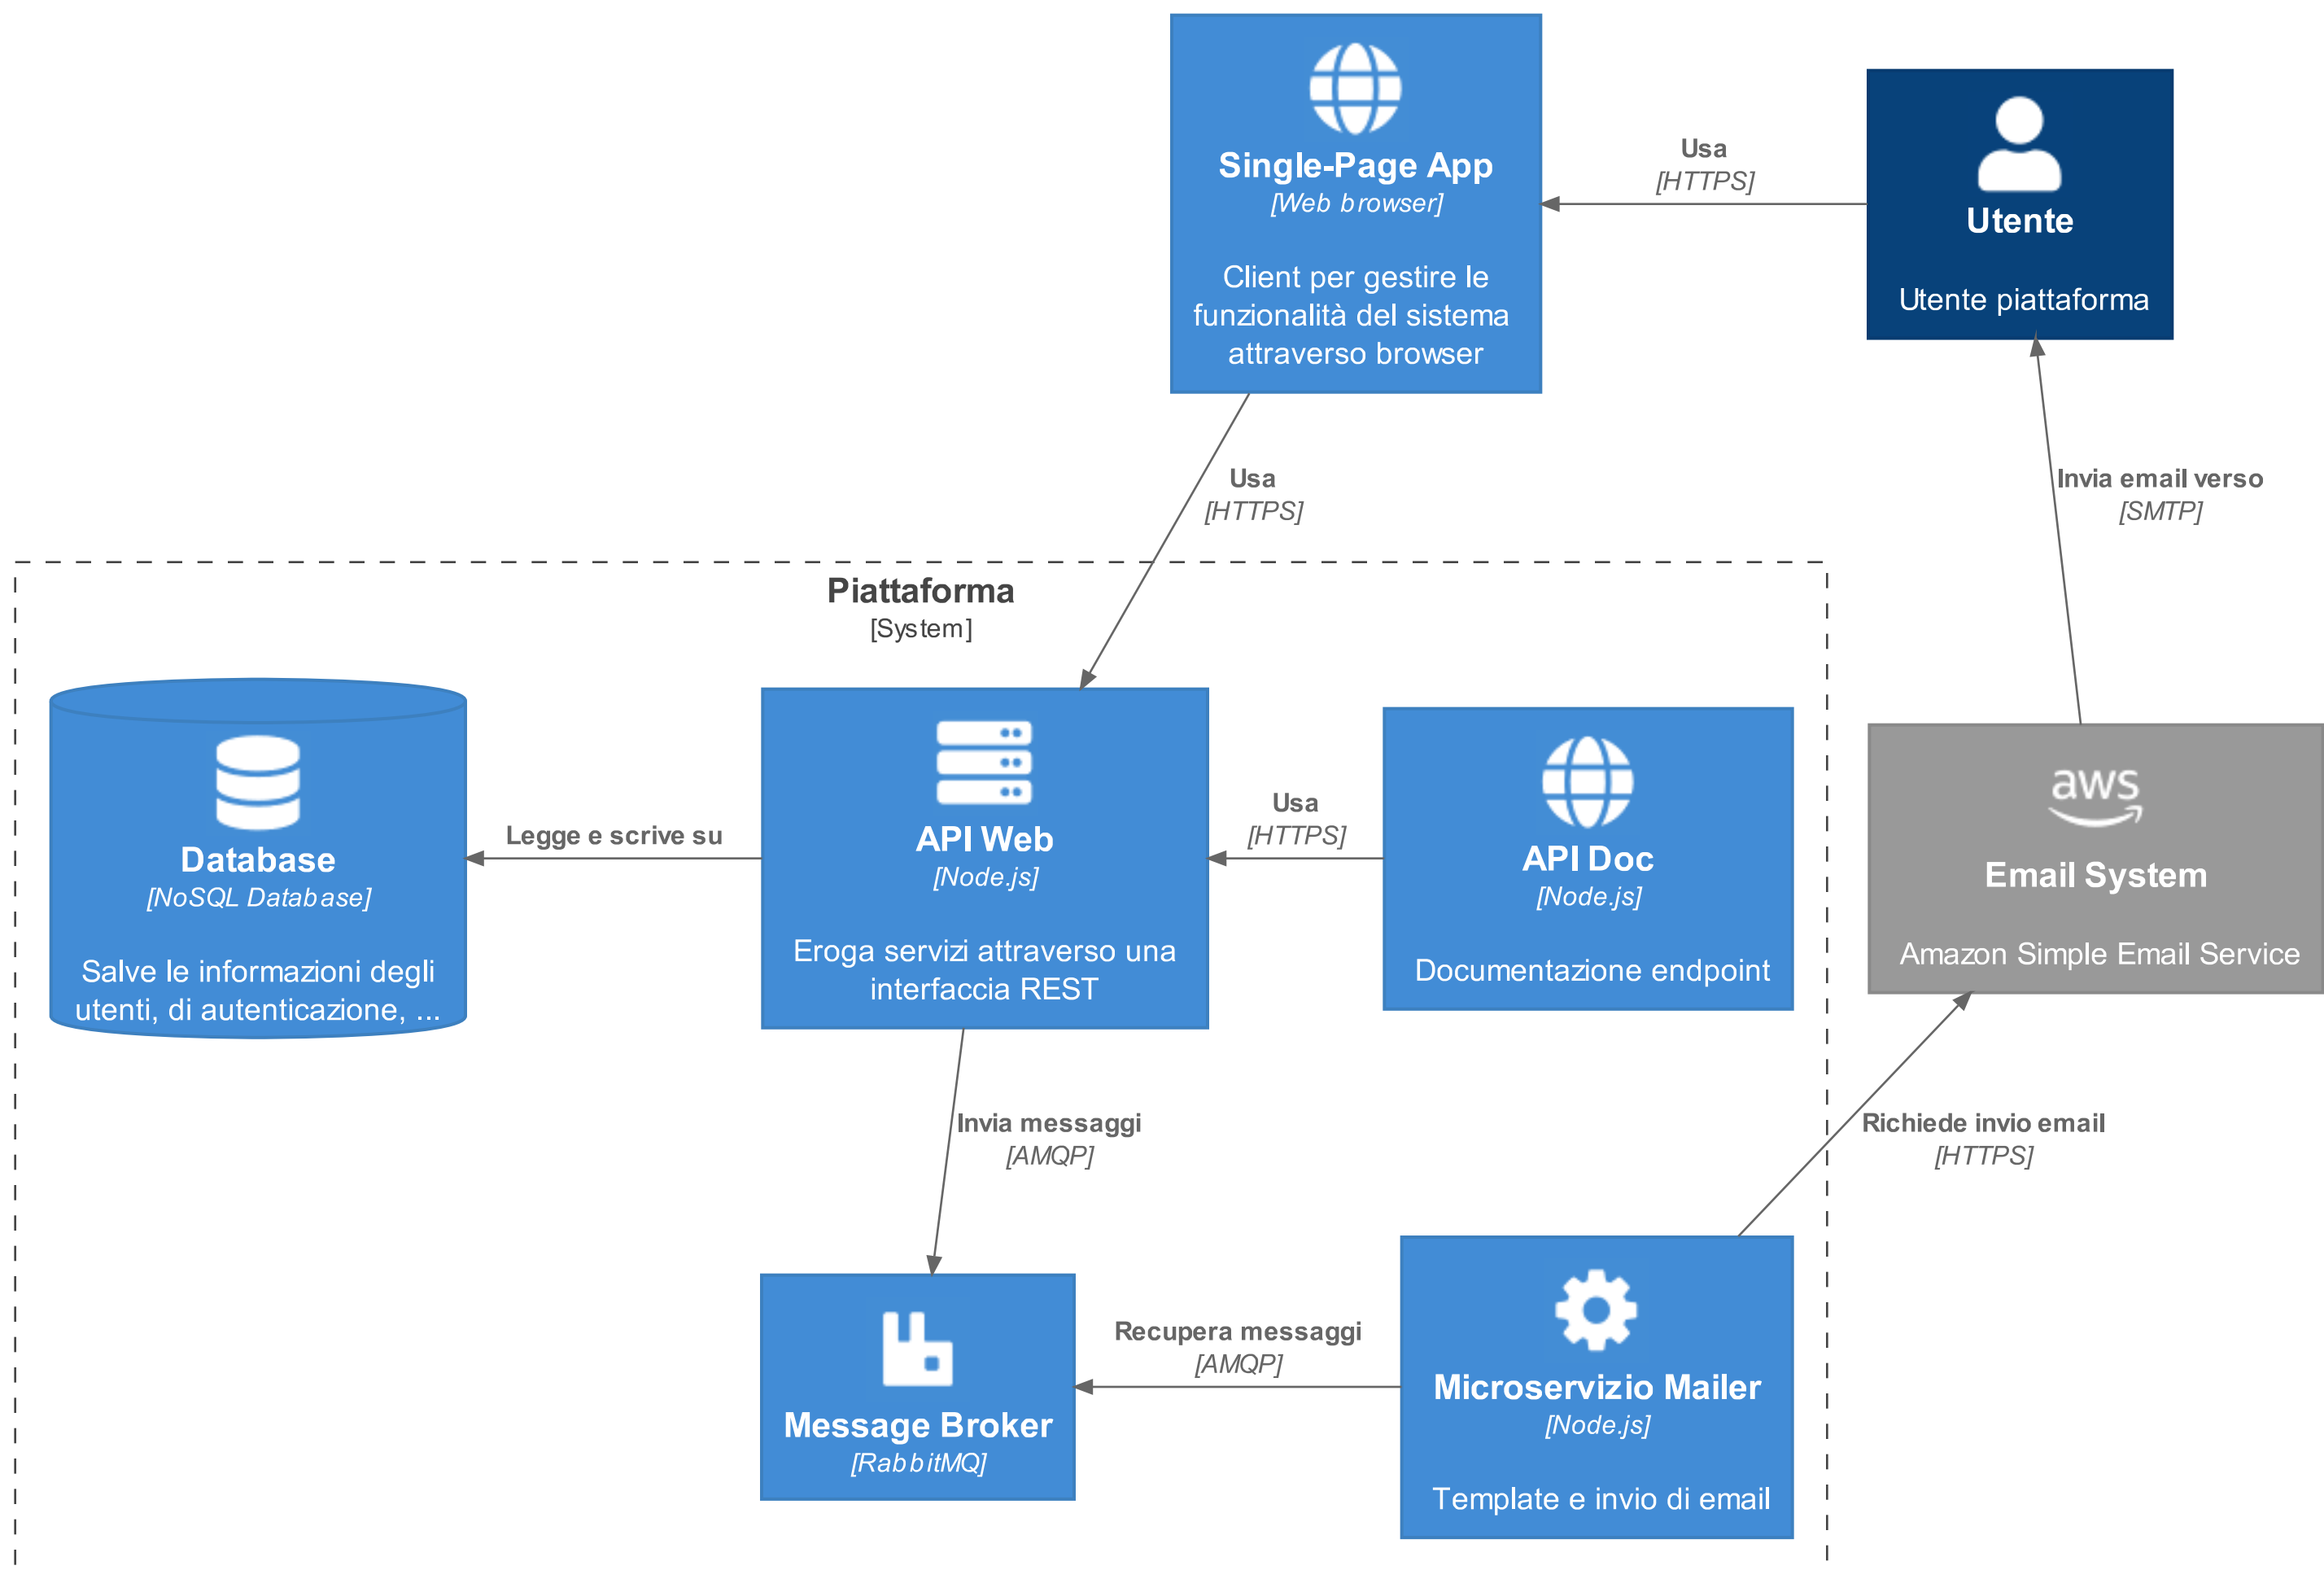 Single-Page App
[Web browser]
Client per gestire le
funzionalità del sistema
attraverso browser
Usa
[HTTPS]
Utente
Utente piattaforma
Usa
[HTTPS]
Invia email verso
[SMTP]
Piattaforma
[System]
Database
[NoSQL Database]
Salve le informazioni degli
utenti, di autenticazione, ...
Legge e scrive su
API Web
[Node.js]
Eroga servizi attraverso una
interfaccia REST
Usa
[HTTPS]
API Doc
[Node.js]
Documentazione endpoint
aws
Email System
Amazon Simple Email Service
Invia messaggi
[AMQP]
Richiede invio email
[HTTPS]
Message Broker
[RabbitMQ]
Recupera messaggi
[AMQP]
Microservizio Mailer
[Node.js]
Template e invio di email